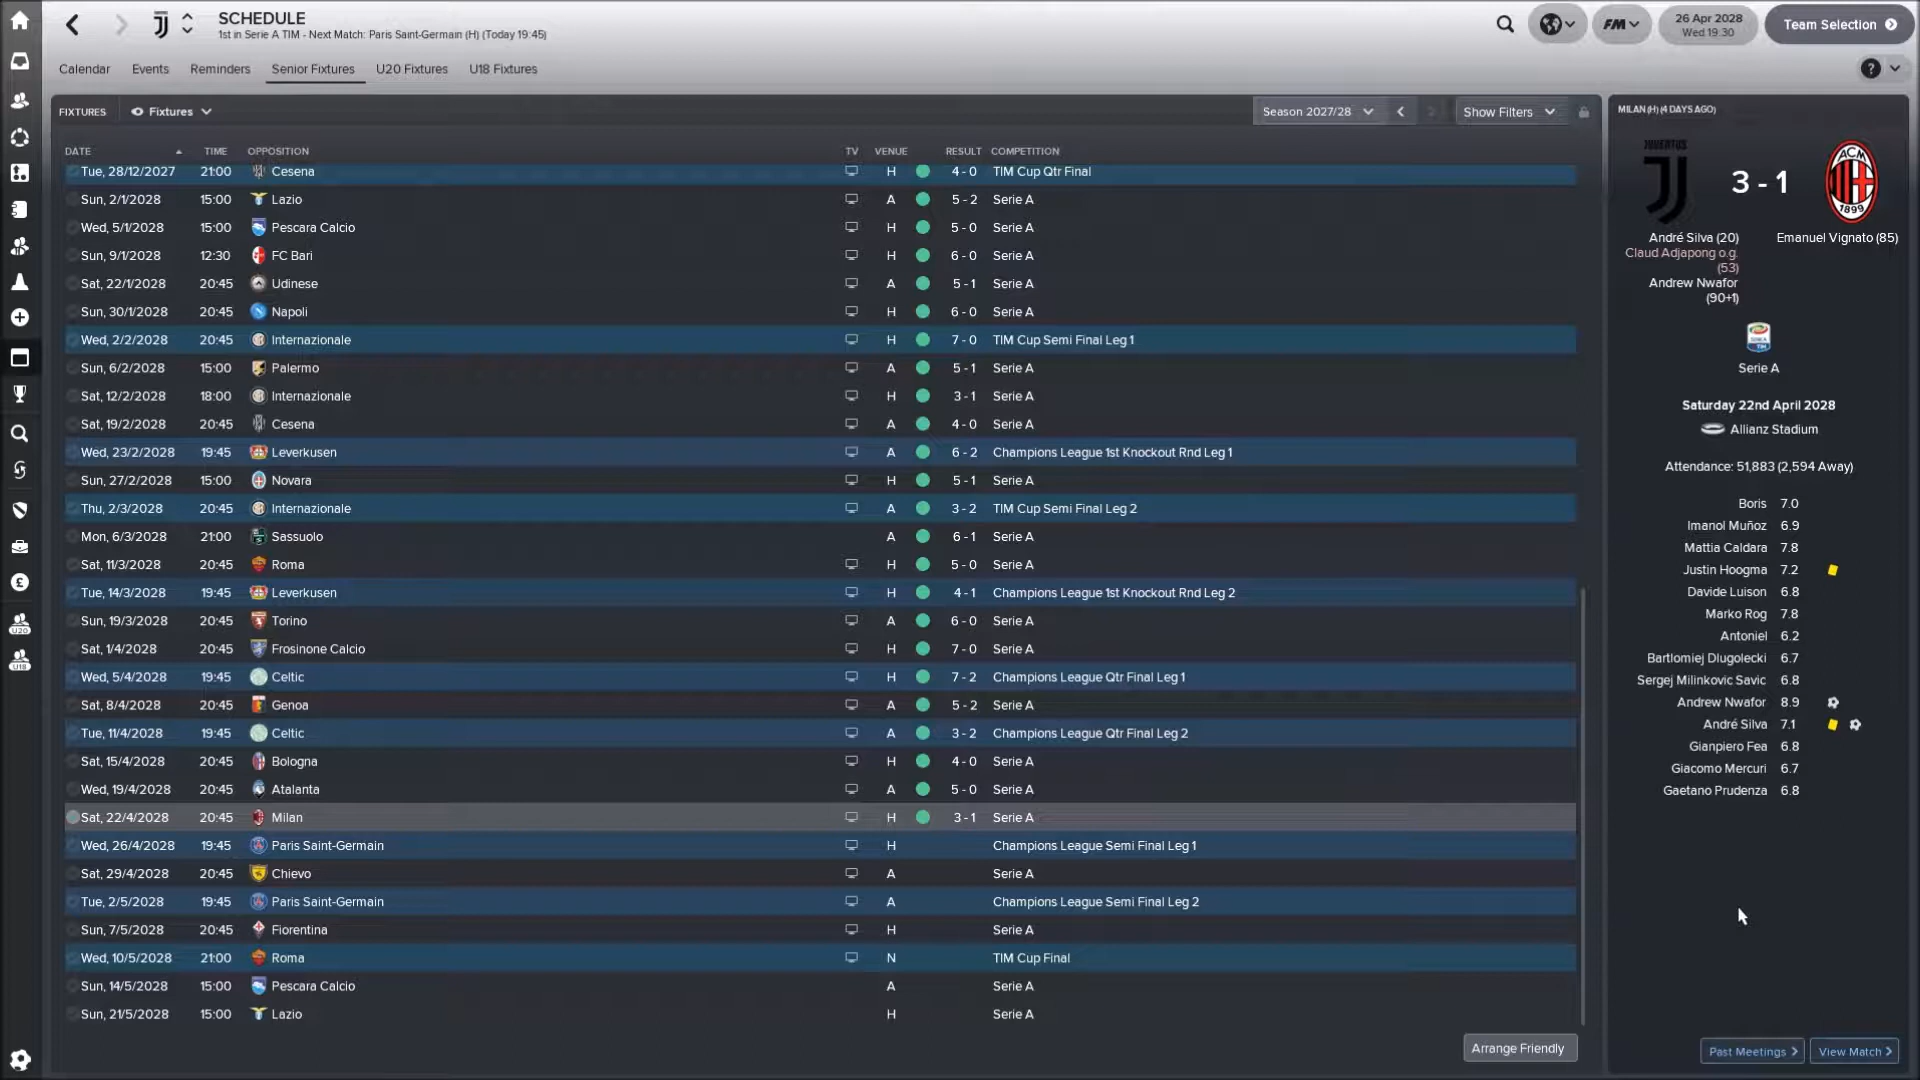 SCHEDULE
1st in Serie A TIM - Next Match: Paris Saint-Germain (H) (Today 19:45)
FM
26 Apr 2028
Wed 19:30
Team Selection
Calendar Events Reminders Senior Fixtures U20 Fixtures U18 Fixtures
?
FIXTURES Fixtures Season 2027/28 Show Filters
DATE TIME OPPOSITION TV VENUE RESULT COMPETITION
Tue, 28/12/2027 21:00 Cesena H 4 - 0 TIM Cup Qtr Final
Sun, 2/1/2028 15:00 Lazio A 5 - 2 Serie A
Wed, 5/1/2028 15:00 Pescara Calcio H 5 - 0 Serie A
Sun, 9/1/2028 12:30 FC Bari H 6 - 0 Serie A
Sat, 22/1/2028 20:45 Udinese A 5 - 1 Serie A
Sun, 30/1/2028 20:45 Napoli H 6 - 0 Serie A
Wed, 2/2/2028 20:45 Internazionale H 7 - 0 TIM Cup Semi Final Leg 1
Sun, 6/2/2028 15:00 Palermo A 5 - 1 Serie A
Sat, 12/2/2028 18:00 Internazionale H 3 - 1 Serie A
Sat, 19/2/2028 20:45 Cesena A 4 - 0 Serie A
Wed, 23/2/2028 19:45 Leverkusen A 6 - 2 Champions League 1st Knockout Rnd Leg 1
Sun, 27/2/2028 15:00 Novara H 5 - 1 Serie A
Thu, 2/3/2028 20:45 Internazionale A 3 - 2 TIM Cup Semi Final Leg 2
Mon, 6/3/2028 21:00 Sassuolo A 6 - 1 Serie A
Sat, 11/3/2028 20:45 Roma H 5 - 0 Serie A
Tue, 14/3/2028 19:45 Leverkusen H 4 - 1 Champions League 1st Knockout Rnd Leg 2
Sun, 19/3/2028 20:45 Torino A 6 - 0 Serie A
Sat, 1/4/2028 20:45 Frosinone Calcio H 7 - 0 Serie A
Wed, 5/4/2028 19:45 Celtic H 7 - 2 Champions League Qtr Final Leg 1
Sat, 8/4/2028 20:45 Genoa A 5 - 2 Serie A
Tue, 11/4/2028 19:45 Celtic A 3 - 2 Champions League Qtr Final Leg 2
Sat, 15/4/2028 20:45 Bologna H 4 - 0 Serie A
Wed, 19/4/2028 20:45 Atalanta A 5 - 0 Serie A
Sat, 22/4/2028 20:45 Milan H 3 - 1 Serie A
Wed, 26/4/2028 19:45 Paris Saint-Germain H Champions League Semi Final Leg 1
Sat, 29/4/2028 20:45 Chievo A Serie A
Tue, 2/5/2028 19:45 Paris Saint-Germain A Champions League Semi Final Leg 2
Sun, 7/5/2028 20:45 Fiorentina H Serie A
Wed, 10/5/2028 21:00 Roma N TIM Cup Final
Sun, 14/5/2028 15:00 Pescara Calcio A Serie A
Sun, 21/5/2028 15:00 Lazio H Serie A
Arrange Friendly
MILAN (H) (4 DAYS AGO)
JUVENTUS
3 - 1
ACM
1899
André Silva (20) Emanuel Vignato (85)
Claud Adjapong o.g.
(53)
Andrew Nwafor
(90+1)
Serie A
Saturday 22nd April 2028
Allianz Stadium
Attendance: 51,883 (2,594 Away)
Boris 7.0
Imanol Muñoz 6.9
Mattia Caldara 7.8
Justin Hoogma 7.2
Davide Luison 6.8
Marko Rog 7.8
Antoniel 6.2
Bartlomiej Dlugolecki 6.7
Sergej Milinkovic Savic 6.8
Andrew Nwafor 8.9
André Silva 7.1
Gianpiero Fea 6.8
Giacomo Mercuri 6.7
Gaetano Prudenza 6.8
Past Meetings View Match
U20
U18